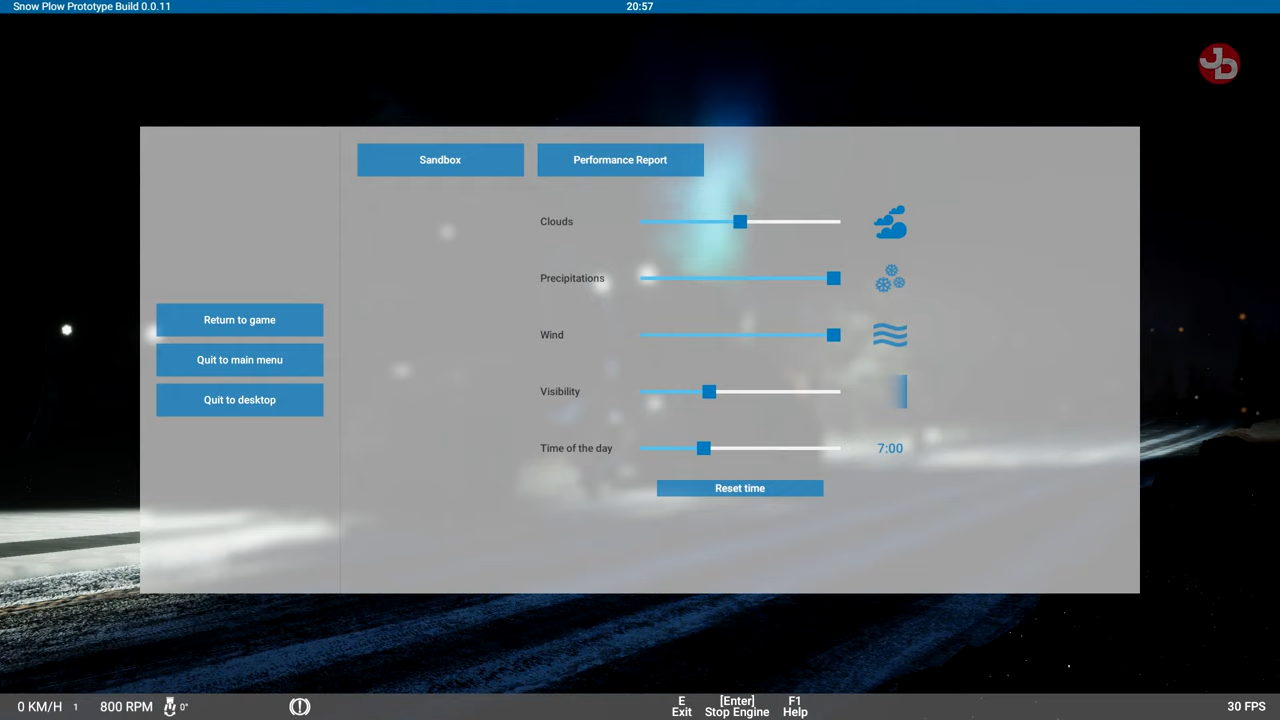 Snow Plow Prototype Build 0.0.11
20:57
JD
Sandbox
Performance Report
Clouds
Precipitations
Wind
Visibility
Time of the day
7:00
Reset time
Return to game
Quit to main menu
Quit to desktop
0 KM/H
1
800 RPM
0°
E
Exit
[Enter]
Stop Engine
F1
Help
30 FPS